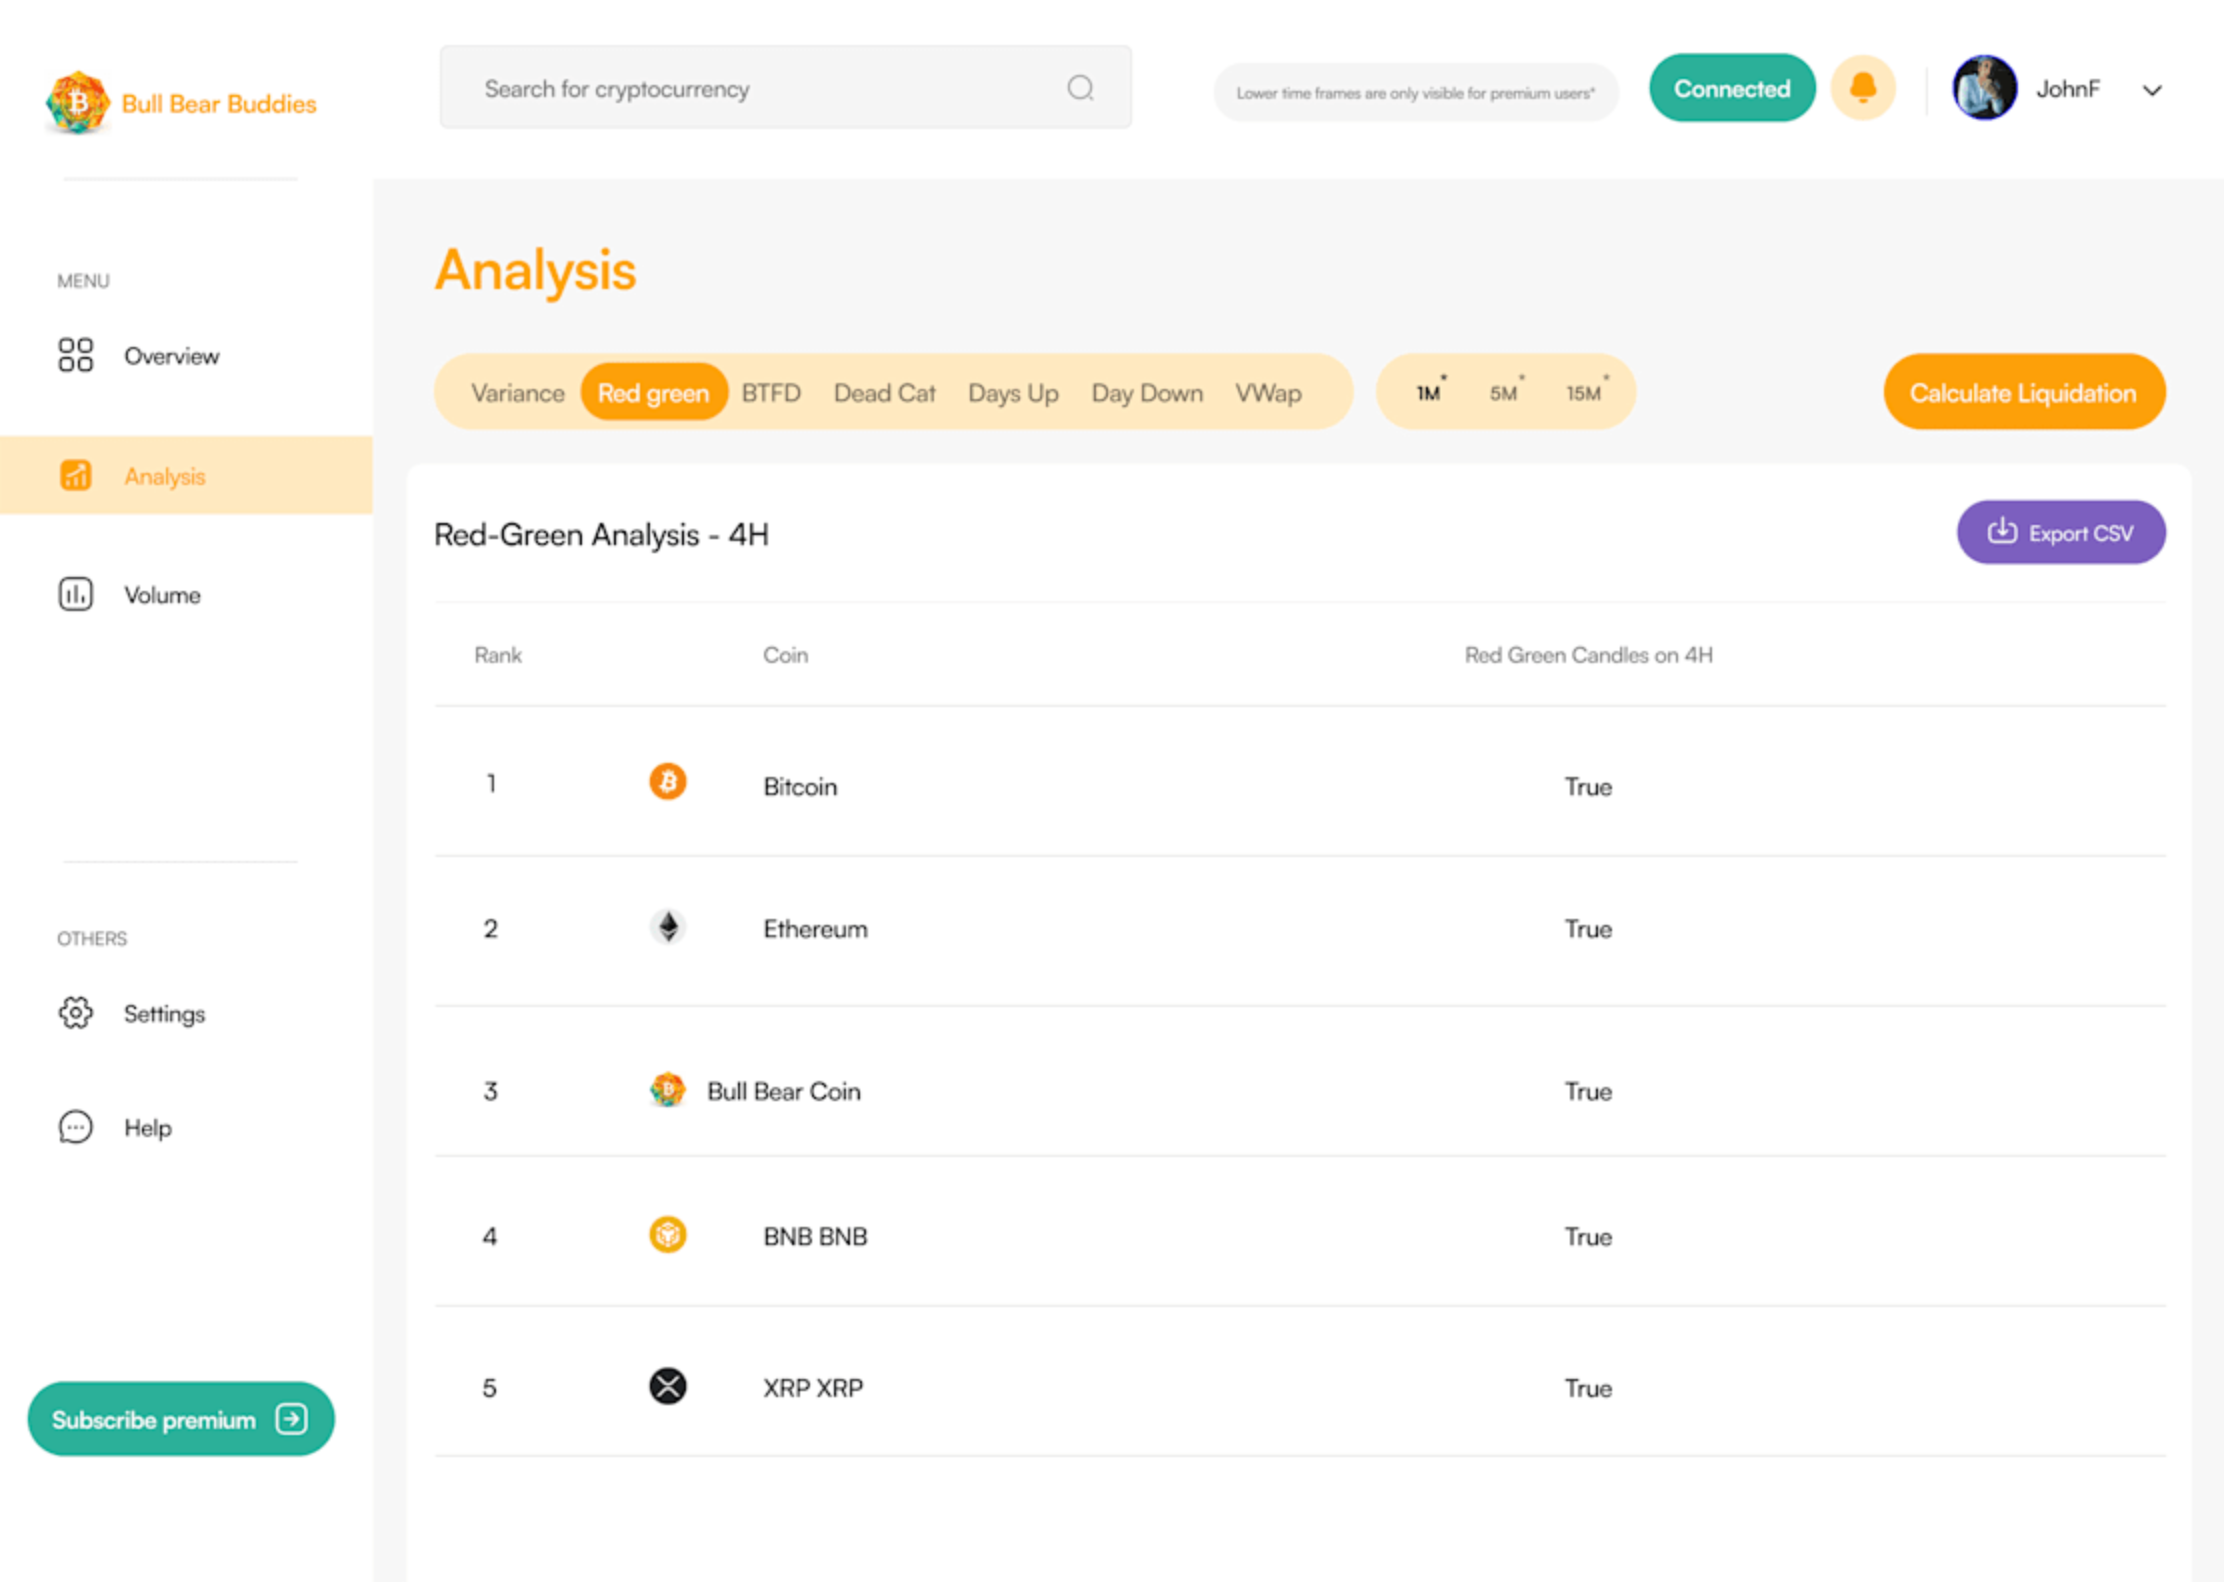 Bull Bear Buddies
Search for cryptocurrency
Lower time frames are only visible for premium users*
Connected
JohnF
MENU
Overview
Analysis
Volume
OTHERS
Settings
Help
Subscribe premium
Analysis
Variance Red green BTFD Dead Cat Days Up Day Down VWap
1M* 5M* 15M*
Calculate Liquidation
Red-Green Analysis - 4H
Export CSV
Rank Coin Red Green Candles on 4H
1 Bitcoin True
2 Ethereum True
3 Bull Bear Coin True
4 BNB BNB True
5 XRP XRP True